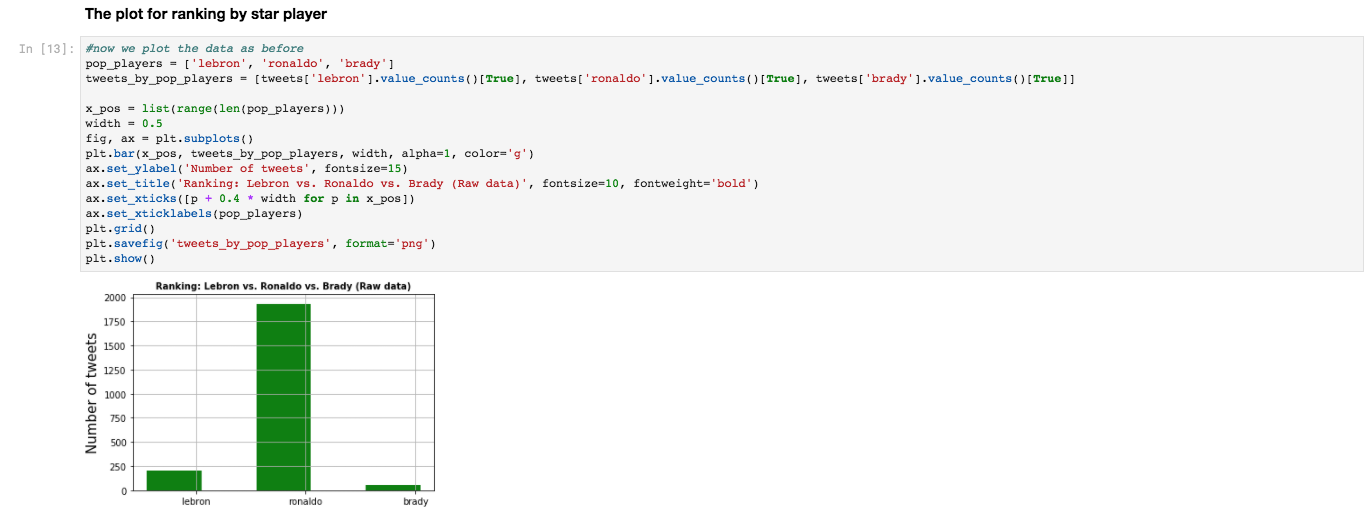 The plot for ranking by star player
In [13]:
#now we plot the data as before
pop_players = ['lebron', 'ronaldo', 'brady']
tweets_by_pop_players = [tweets['lebron'].value_counts()[True], tweets['ronaldo'].value_counts()[True], tweets['brady'].value_counts()[True]]
x_pos = list(range(len(pop_players)))
width = 0.5
fig, ax = plt.subplots()
plt.bar(x_pos, tweets_by_pop_players, width, alpha=1, color='g')
ax.set_ylabel('Number of tweets', fontsize=15)
ax.set_title('Ranking: Lebron vs. Ronaldo vs. Brady (Raw data)', fontsize=10, fontweight='bold')
ax.set_xticks([p + 0.4 * width for p in x_pos])
ax.set_xticklabels(pop_players)
plt.grid()
plt.savefig('tweets_by_pop_players', format='png')
plt.show()
Ranking: Lebron vs. Ronaldo vs. Brady (Raw data)
Number of tweets
2000
1750
1500
1250
1000
750
500
250
0
lebron ronaldo brady